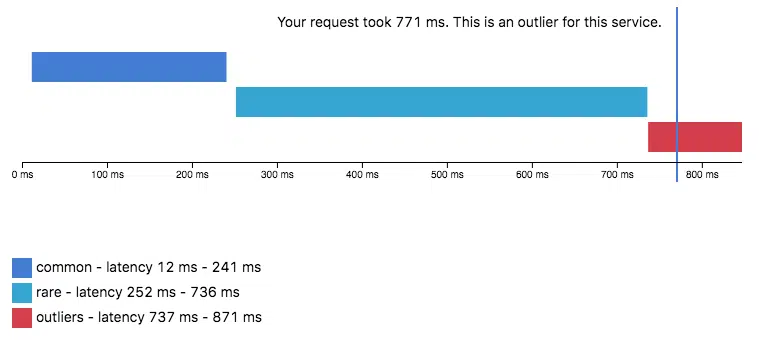 Your request took 771 ms. This is an outlier for this service.
0 ms 100 ms 200 ms 300 ms 400 ms 500 ms 600 ms 700 ms 800 ms
common - latency 12 ms - 241 ms
rare - latency 252 ms - 736 ms
outliers - latency 737 ms - 871 ms